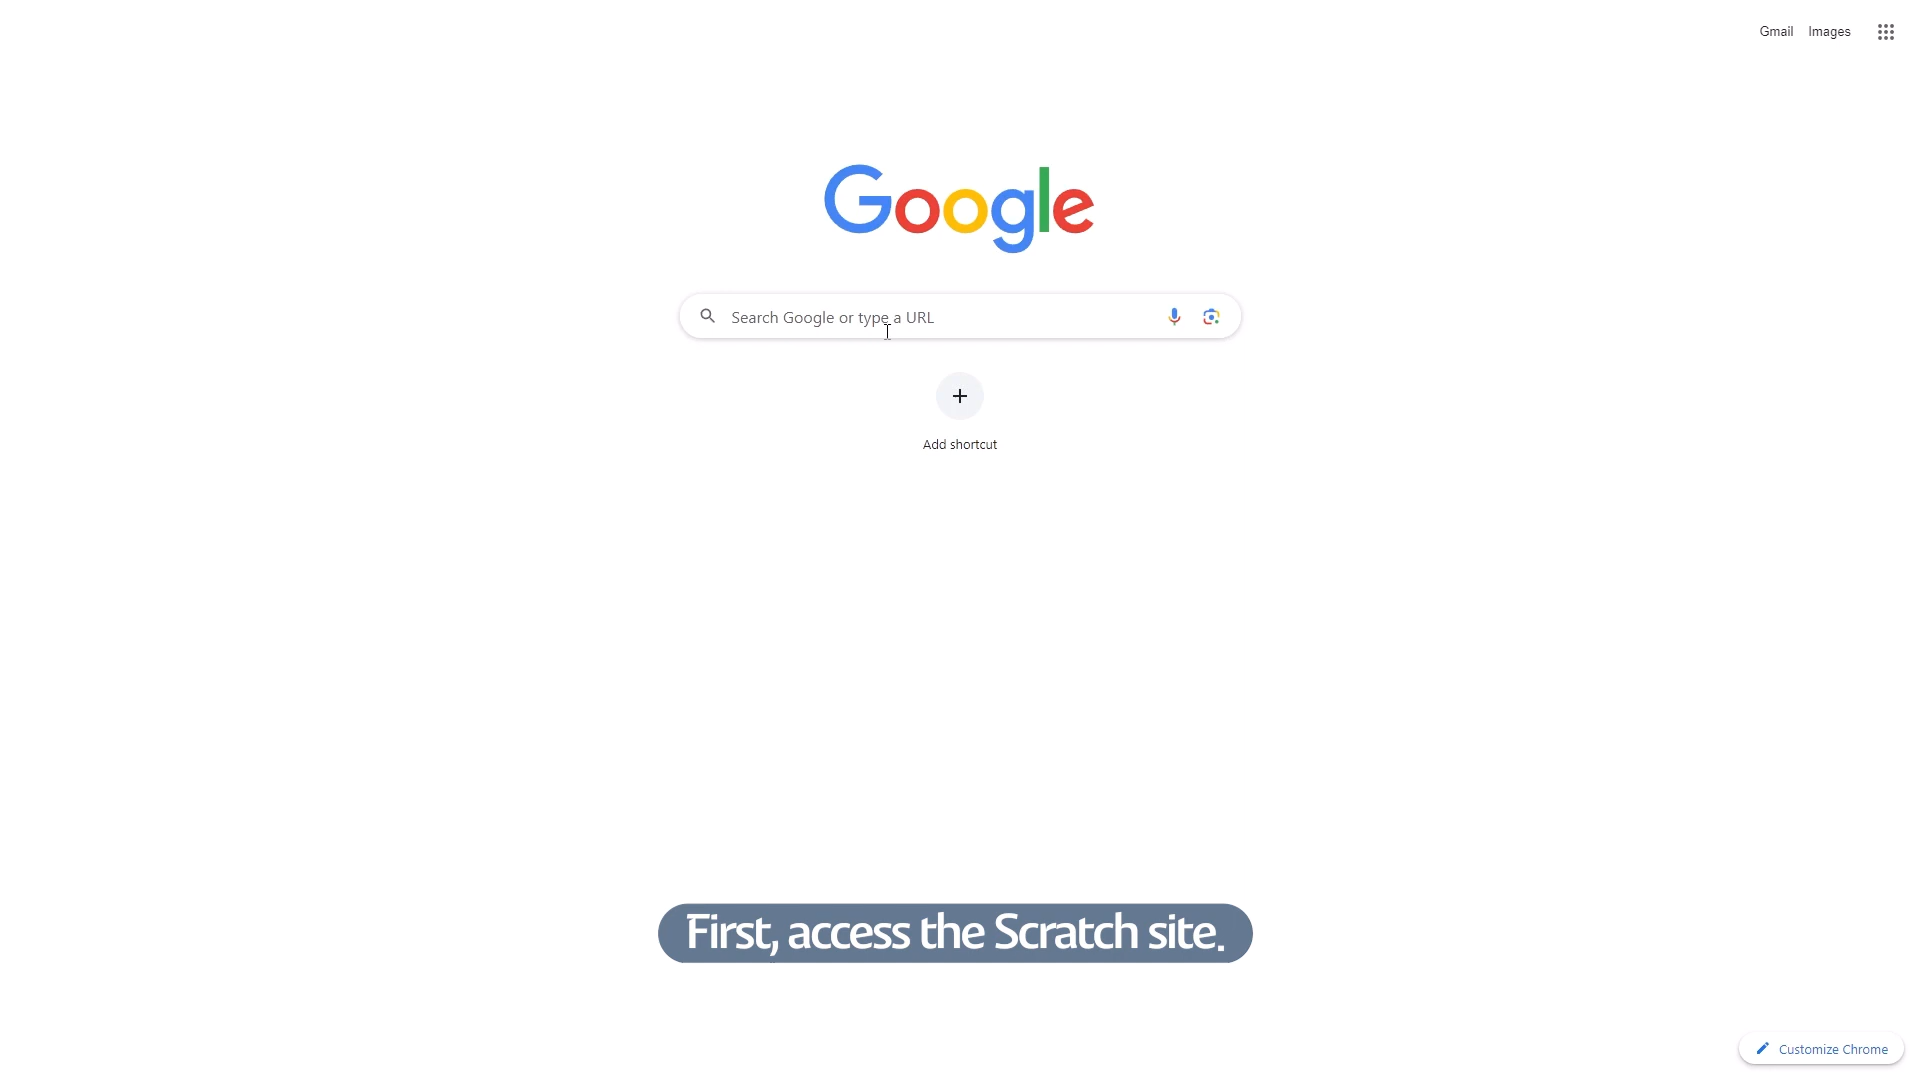 Gmail Images
Google
Search Google or type a URL
Add shortcut
First, access the Scratch site.
Customize Chrome